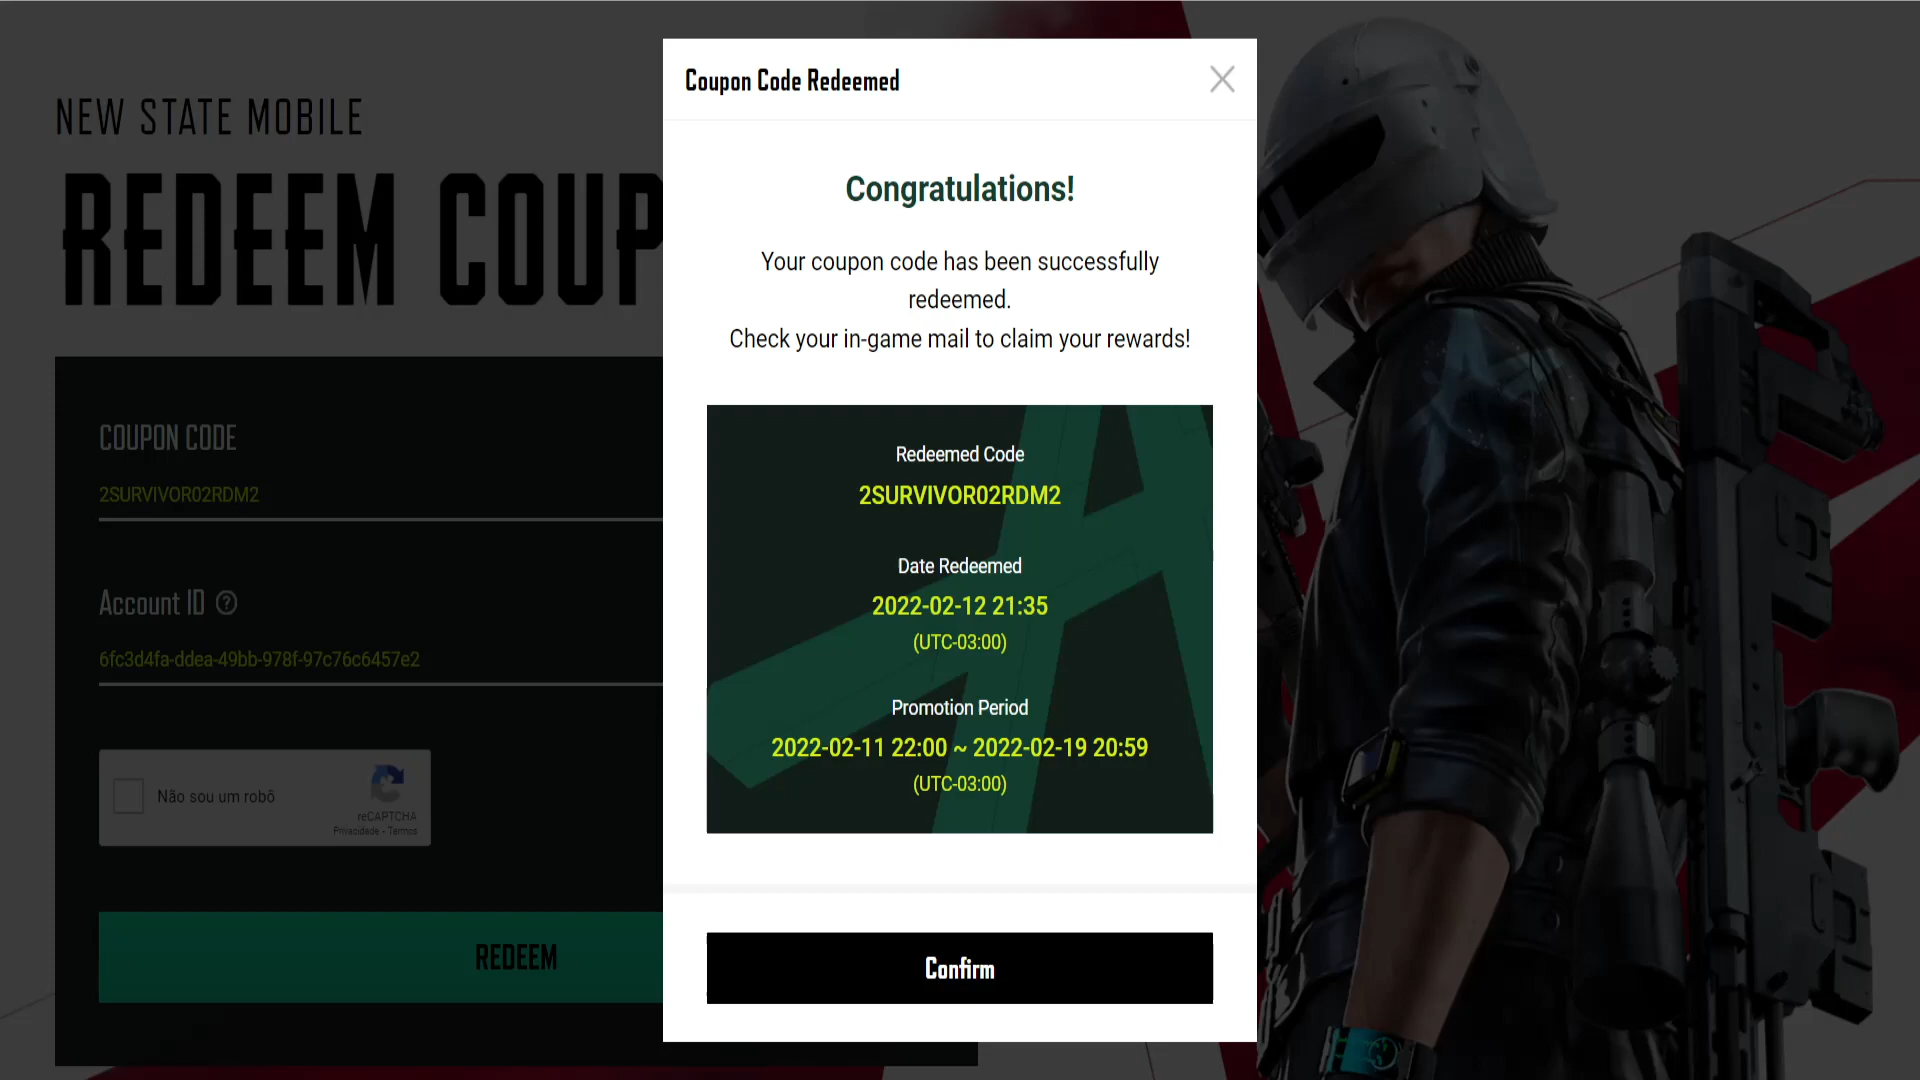 NEW STATE MOBILE
REDEEM COUP
COUPON CODE
2SURVIVOR02RDM2
Account ID
6fc3d4fa-ddea-49bb-978f-97c76c6457e2
Não sou um robô
reCAPTCHA
Privacidade - Termos
REDEEM
Coupon Code Redeemed
Congratulations!
Your coupon code has been successfully
redeemed.
Check your in-game mail to claim your rewards!
Redeemed Code
2SURVIVOR02RDM2
Date Redeemed
2022-02-12 21:35
(UTC-03:00)
Promotion Period
2022-02-11 22:00 ~ 2022-02-19 20:59
(UTC-03:00)
Confirm